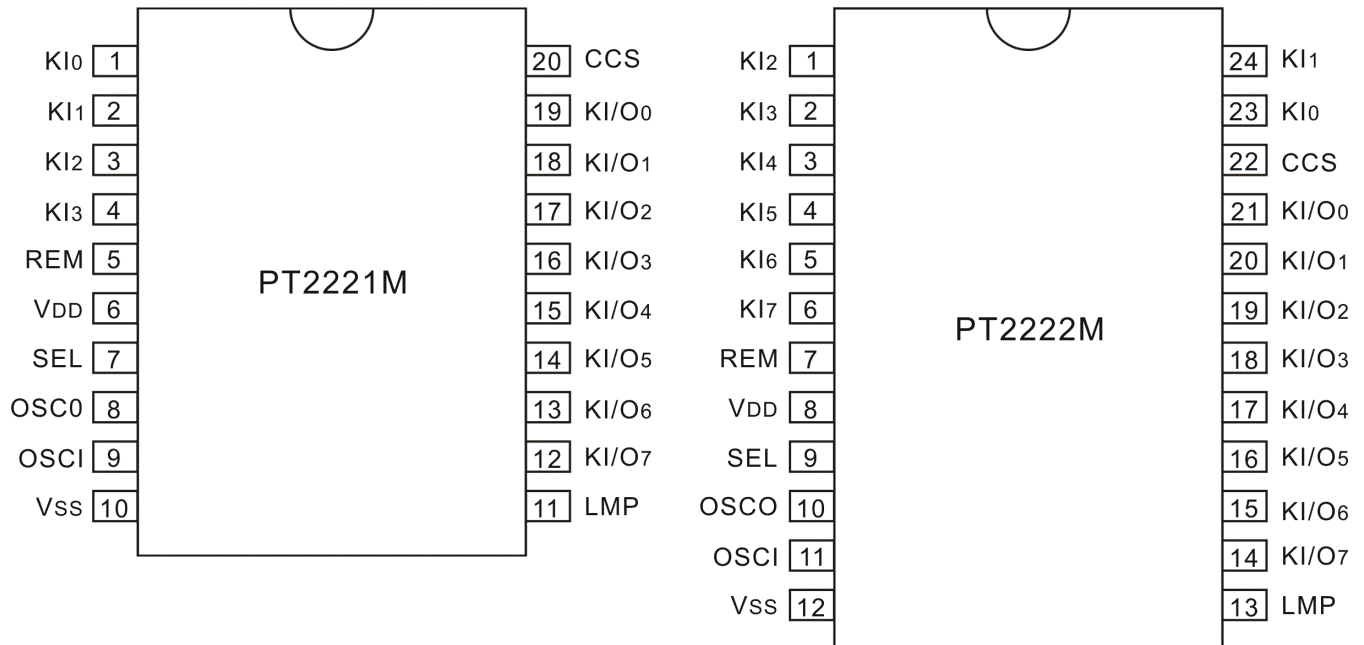 KI0 1
KI1 2
KI2 3
KI3 4
REM 5
VDD 6
SEL 7
OSC0 8
OSCI 9
VSS 10
PT2221M
20 CCS
19 KI/O0
18 KI/O1
17 KI/O2
16 KI/O3
15 KI/O4
14 KI/O5
13 KI/O6
12 KI/O7
11 LMP
KI2 1
KI3 2
KI4 3
KI5 4
KI6 5
KI7 6
REM 7
VDD 8
SEL 9
OSCO 10
OSCI 11
VSS 12
PT2222M
24 KI1
23 KI0
22 CCS
21 KI/O0
20 KI/O1
19 KI/O2
18 KI/O3
17 KI/O4
16 KI/O5
15 KI/O6
14 KI/O7
13 LMP